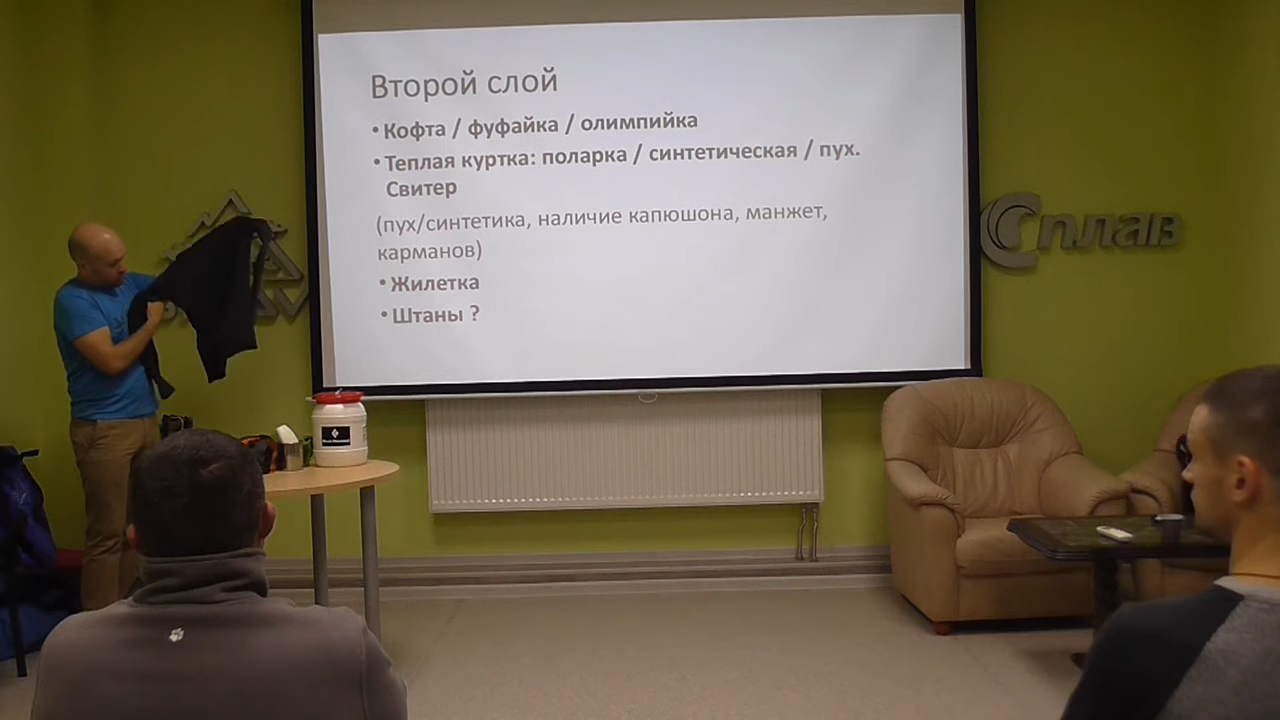 Второй слой
• Кофта / фуфайка / олимпийка
• Теплая куртка: поларка / синтетическая / пух.
Свитер
(пух/синтетика, наличие капюшона, манжет,
карманов)
• Жилетка
• Штаны ?
Сплав